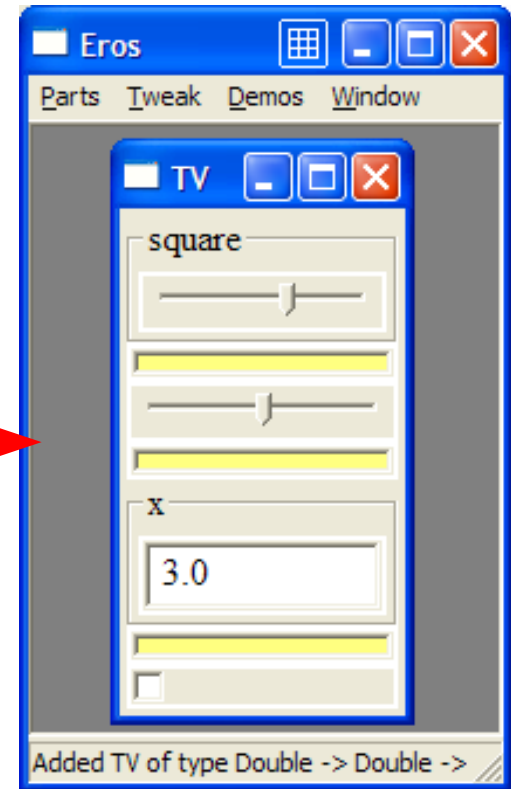 Eros
Parts Tweak Demos Window
TV
square
x
3.0
Added TV of type Double -> Double ->